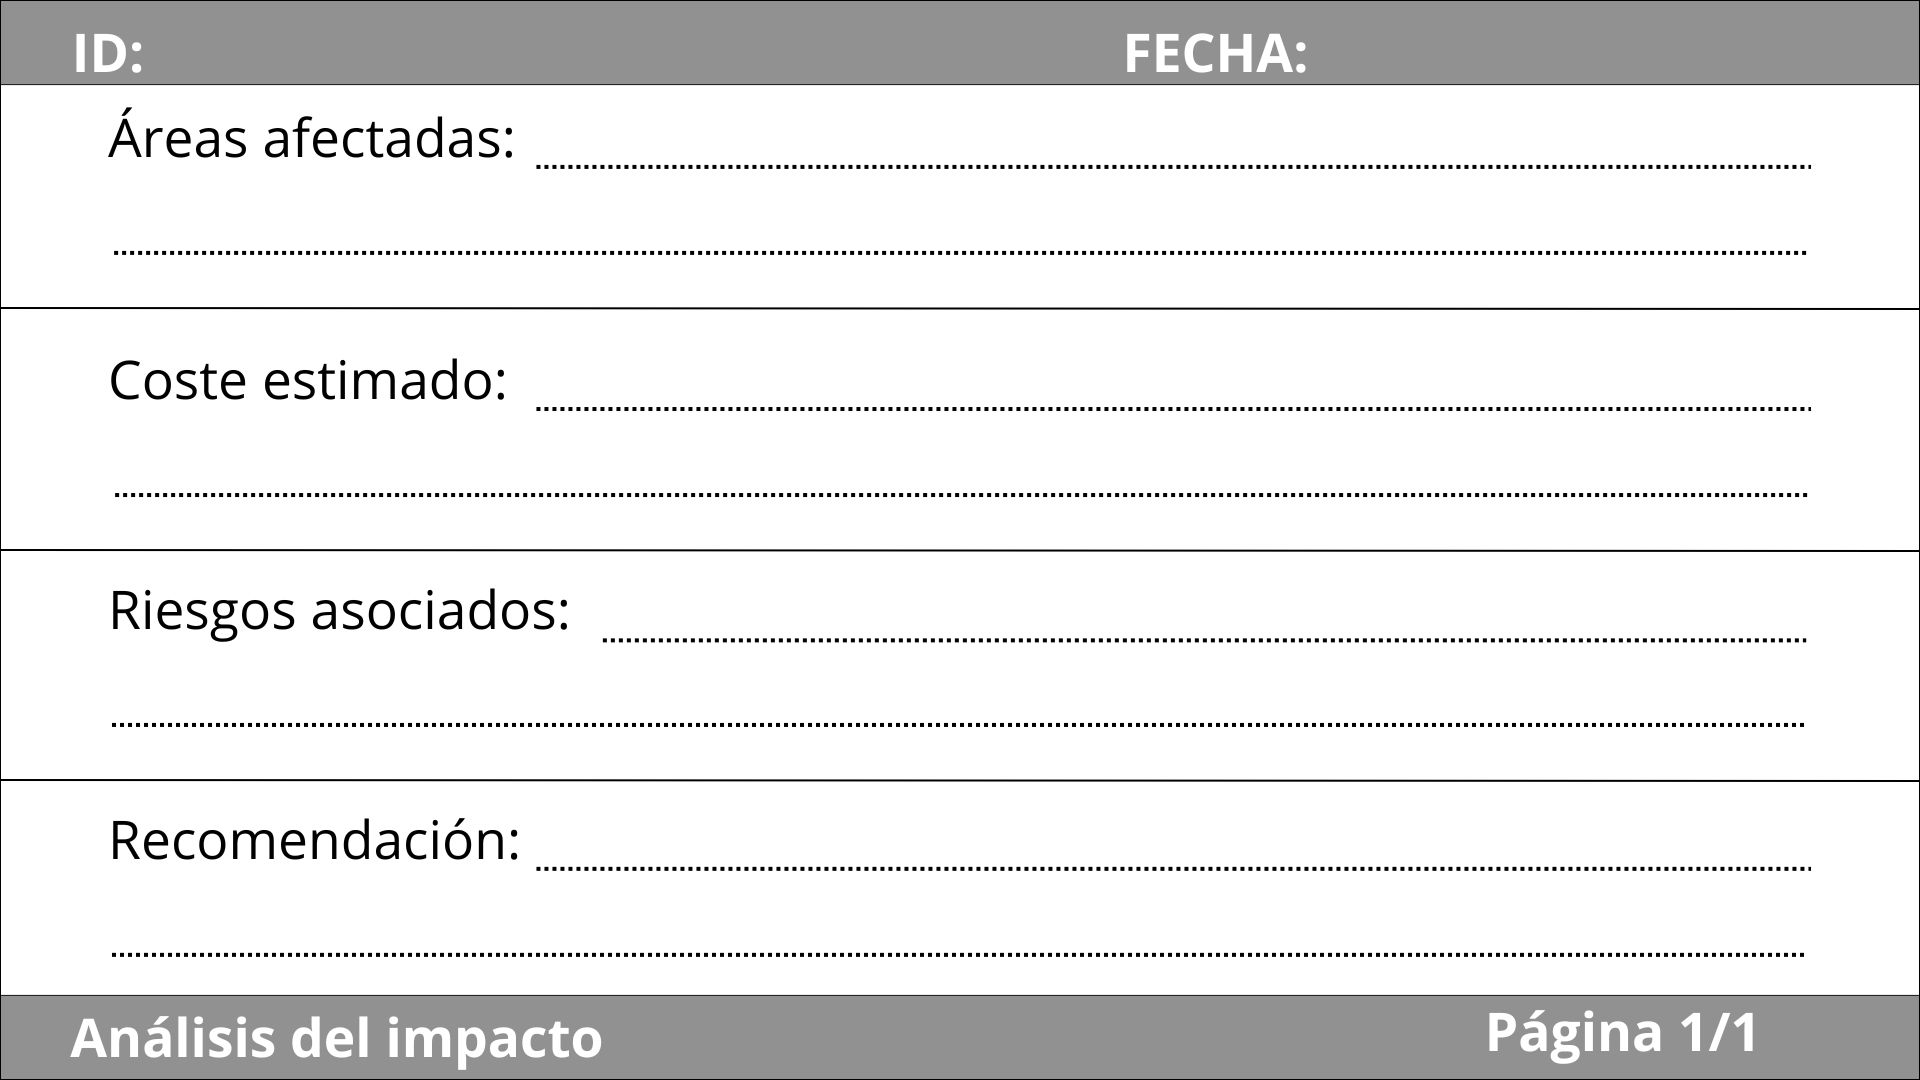 ID: FECHA:
Áreas afectadas:
Coste estimado:
Riesgos asociados:
Recomendación:
Análisis del impacto Página 1/1